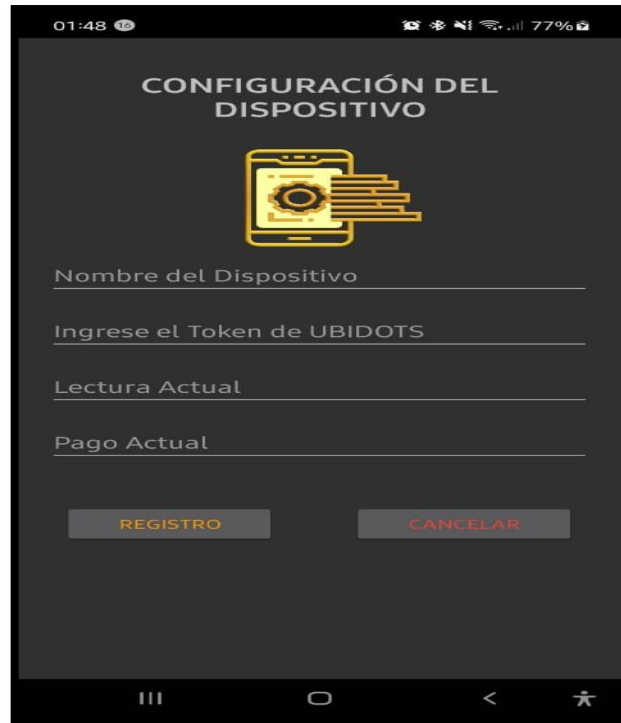 01:48 16 77%
CONFIGURACIÓN DEL
DISPOSITIVO
Nombre del Dispositivo
Ingrese el Token de UBIDOTS
Lectura Actual
Pago Actual
REGISTRO CANCELAR